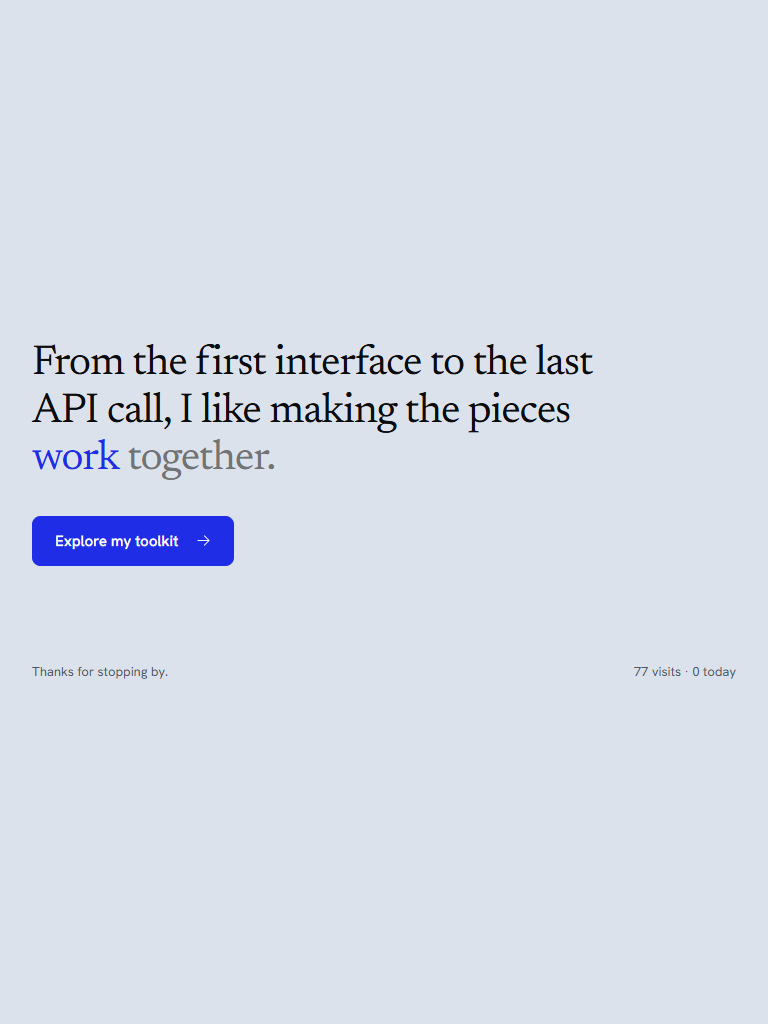 From the first interface to the last
API call, I like making the pieces
work together.
Explore my toolkit →
Thanks for stopping by.
77 visits · 0 today